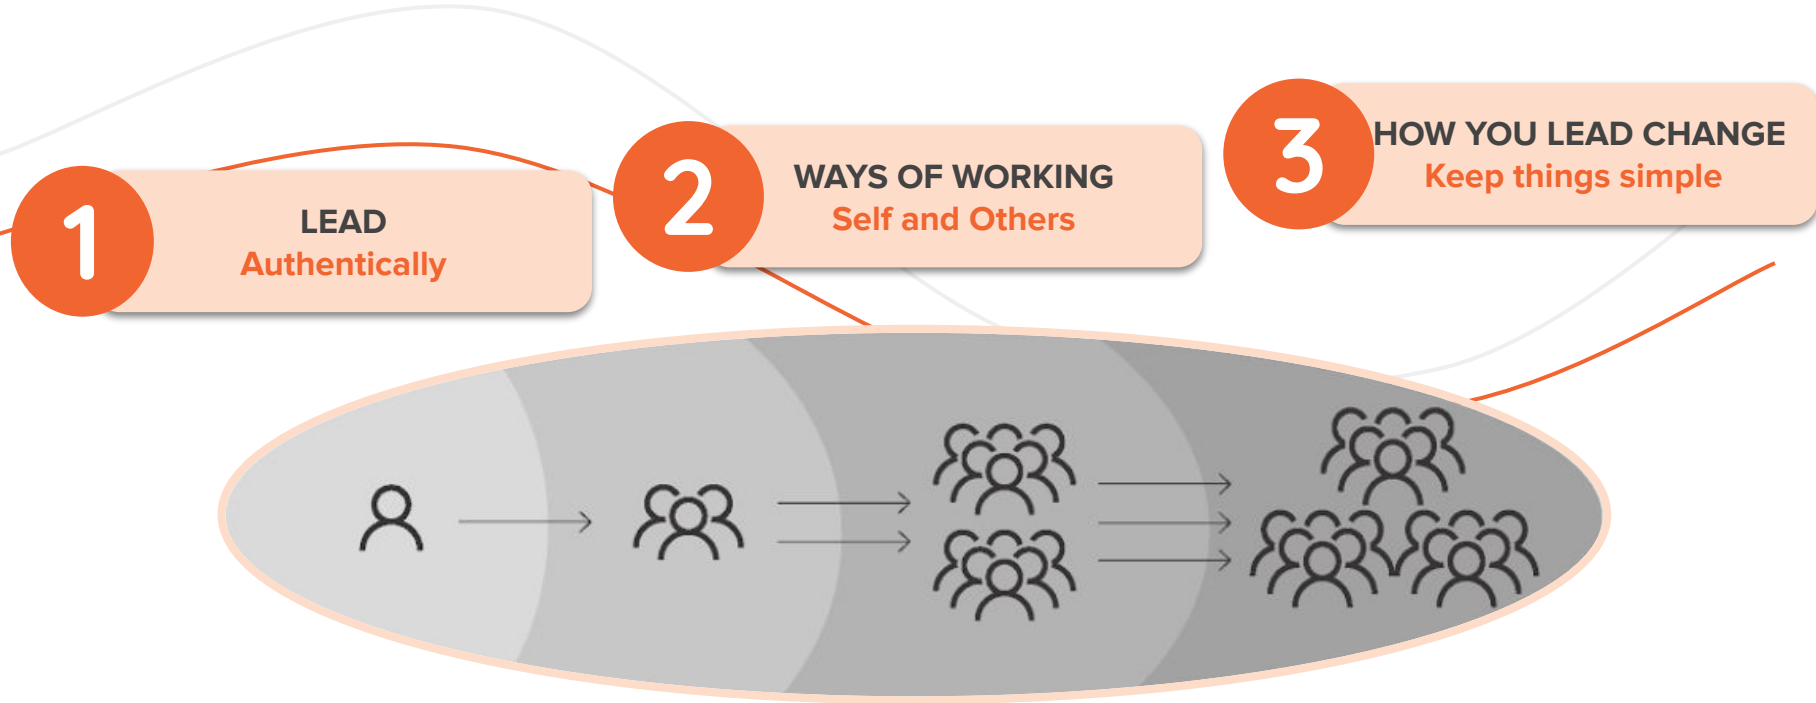 1
LEAD
Authentically
2
WAYS OF WORKING
Self and Others
3
HOW YOU LEAD CHANGE
Keep things simple